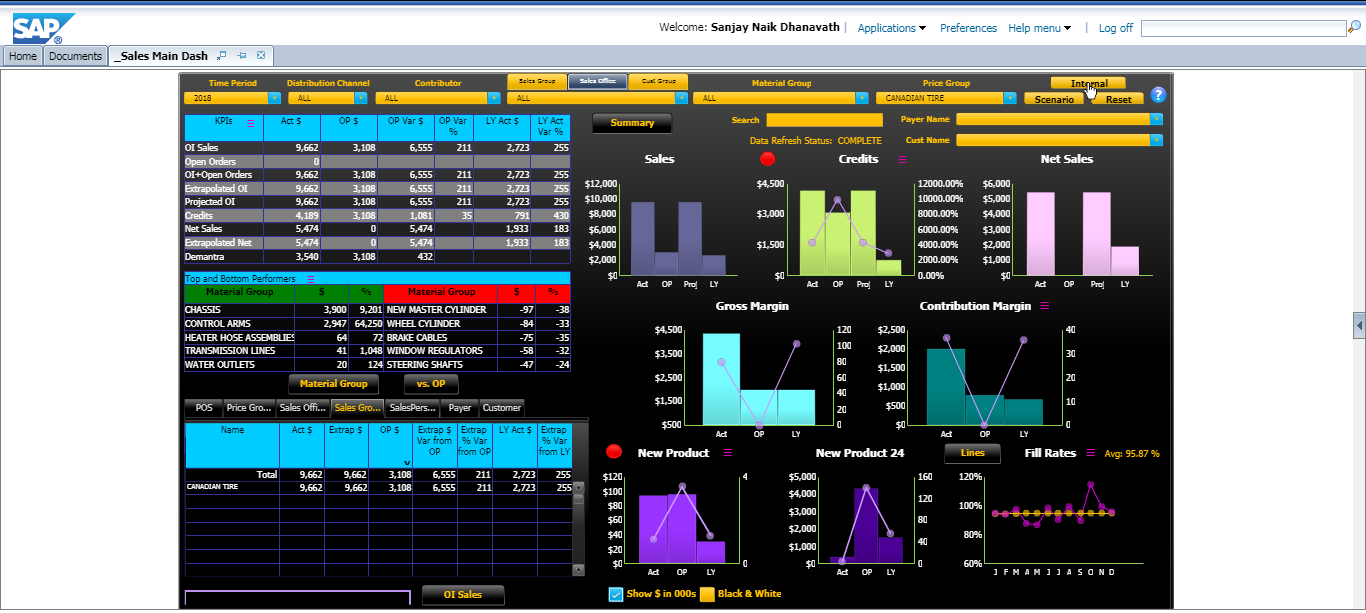 SAP ®
Welcome: Sanjay Naik Dhanavath | Applications Preferences Help menu | Log off
Home Documents _Sales Main Dash
Time Period Distribution Channel Contributor Sales Group Sales Office Cust Group Material Group Price Group Internal
2018 ALL ALL ALL ALL CANADIAN TIRE Scenario Reset ?
KPIs Act $ OP $ OP Var $ OP Var % LY Act $ LY Act Var %
OI Sales 9,662 3,108 6,555 211 2,723 255
Open Orders 0
OI+Open Orders 9,662 3,108 6,555 211 2,723 255
Extrapolated OI 9,662 3,108 6,555 211 2,723 255
Projected OI 9,662 3,108 6,555 211 2,723 255
Credits 4,189 3,108 1,081 35 791 430
Net Sales 5,474 0 5,474 1,933 183
Extrapolated Net 5,474 0 5,474 1,933 183
Demantra 3,540 3,108 432
Summary Search Payer Name
Data Refresh Status: COMPLETE Cust Name
Sales
$12,000
$10,000
$8,000
$6,000
$4,000
$2,000
$0
Act OP Proj LY
Credits
$4,500
$3,000
$1,500
$0
12000.00%
10000.00%
8000.00%
6000.00%
4000.00%
2000.00%
0.00%
Act OP Proj LY
Net Sales
$6,000
$5,000
$4,000
$3,000
$2,000
$1,000
$0
Act OP Proj LY
Top and Bottom Performers
Material Group $ % Material Group $ %
CHASSIS 3,900 9,201 NEW MASTER CYLINDER -97 -38
CONTROL ARMS 2,947 64,250 WHEEL CYLINDER -84 -33
HEATER HOSE ASSEMBLIES 64 72 BRAKE CABLES -75 -35
TRANSMISSION LINES 41 1,048 WINDOW REGULATORS -58 -32
WATER OUTLETS 20 124 STEERING SHAFTS -47 -24
Material Group vs. OP
Gross Margin
$4,500
$3,500
$2,500
$1,500
$500
120
100
80
60
40
20
0
Act OP LY
Contribution Margin
$2,500
$2,000
$1,500
$1,000
$500
$0
40
30
20
10
0
Act OP LY
POS Price Gro... Sales Offi... Sales Gro... SalesPers... Payer Customer
Name Act $ Extrap $ OP $ Extrap $ Var from OP Extrap % Var from OP LY Act $ Extrap % Var from LY
Total 9,662 9,662 3,108 6,555 211 2,723 255
CANADIAN TIRE 9,662 9,662 3,108 6,555 211 2,723 255
New Product
$120
$100
$80
$60
$40
$20
$0
4
0
Act OP LY
New Product 24
$5,000
$4,000
$3,000
$2,000
$1,000
$0
160
120
80
40
0
Act OP LY
Lines Fill Rates Avg: 95.87 %
120%
100%
80%
60%
J F M A M J J A S O N D
OI Sales Show $ in 000s Black & White